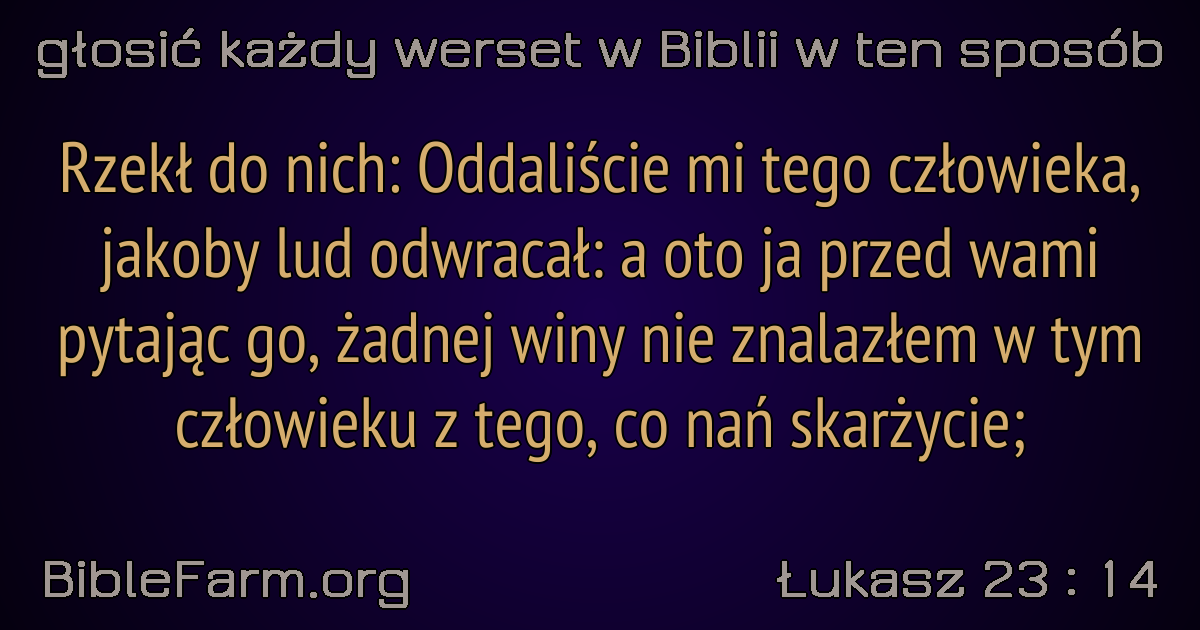 głosić każdy werset w Biblii w ten sposób
Rzekł do nich: Oddaliście mi tego człowieka,
jakoby lud odwracał: a oto ja przed wami
pytając go, żadnej winy nie znalazłem w tym
człowieku z tego, co nań skarżycie;
BibleFarm.org
Łukasz 23 : 14